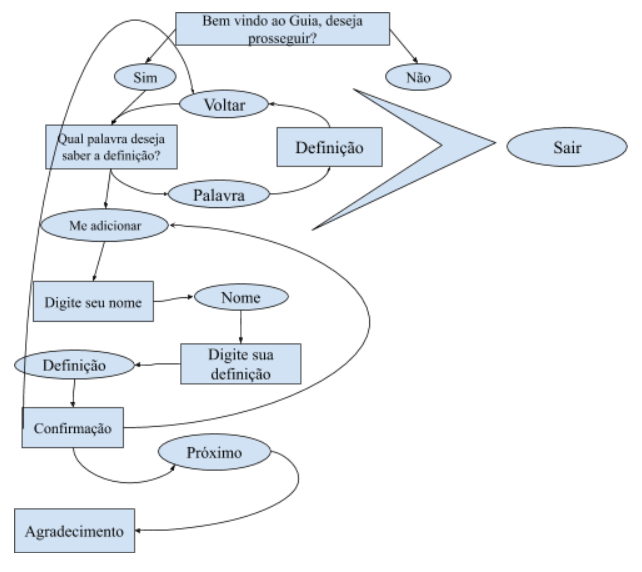 Bem vindo ao Guia, deseja
prosseguir?
Sim
Não
Voltar
Qual palavra deseja
saber a definição?
Definição
Sair
Palavra
Me adicionar
Digite seu nome
Nome
Digite sua
definição
Definição
Confirmação
Próximo
Agradecimento